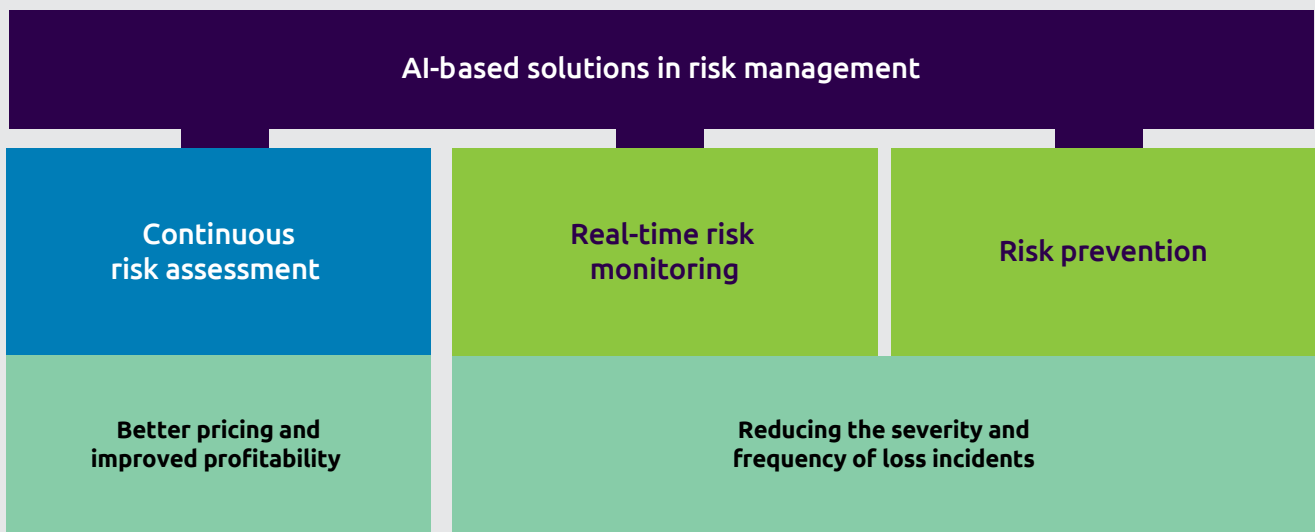 AI-based solutions in risk management
Continuous
risk assessment
Real-time risk
monitoring
Risk prevention
Better pricing and
improved profitability
Reducing the severity and
frequency of loss incidents